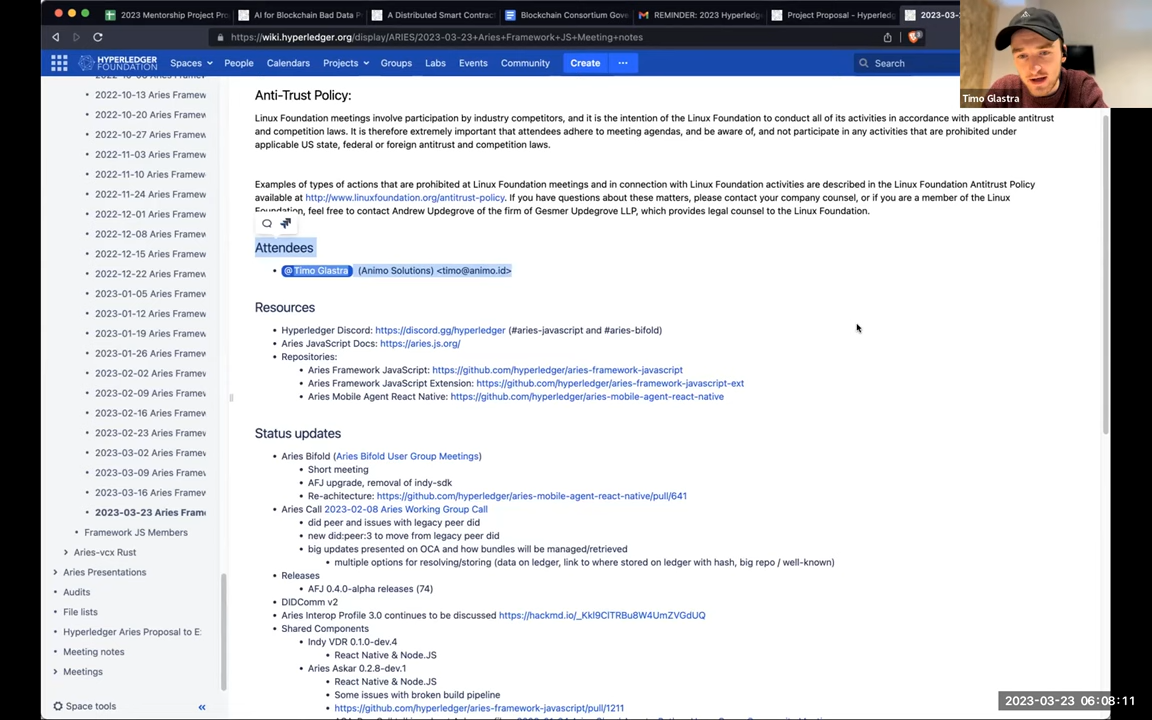 2023 Mentorship Project Pr
AI for Blockchain Bad Data P
A Distributed Smart Contrac
Blockchain Consortium Gov
REMINDER: 2023 Hyperledg
Project Proposal – Hyperledg
2023-03-
https://wiki.hyperledger.org/display/ARIES/2023-03-23+Aries+Framework+JS+Meeting+notes
HYPERLEDGER FOUNDATION
Spaces
People
Calendars
Projects
Groups
Labs
Events
Community
Create
Search
Timo Glastra
2022-10-13 Aries Framew
2022-10-20 Aries Framew
2022-10-27 Aries Framew
2022-11-03 Aries Framew
2022-11-10 Aries Framew
2022-11-24 Aries Framew
2022-12-01 Aries Framew
2022-12-08 Aries Framew
2022-12-15 Aries Framew
2022-12-22 Aries Framew
2023-01-05 Aries Framew
2023-01-12 Aries Framew
2023-01-19 Aries Framew
2023-01-26 Aries Framew
2023-02-02 Aries Framew
2023-02-09 Aries Framew
2023-02-16 Aries Framew
2023-02-23 Aries Framew
2023-03-02 Aries Framew
2023-03-09 Aries Framew
2023-03-16 Aries Framew
2023-03-23 Aries Fram
Framework JS Members
Aries-vcx Rust
Aries Presentations
Audits
File lists
Hyperledger Aries Proposal to E
Meeting notes
Meetings
Space tools
Anti-Trust Policy:
Linux Foundation meetings involve participation by industry competitors, and it is the intention of the Linux Foundation to conduct all of its activities in accordance with applicable antitrust
and competition laws. It is therefore extremely important that attendees adhere to meeting agendas, and be aware of, and not participate in any activities that are prohibited under
applicable US state, federal or foreign antitrust and competition laws.
Examples of types of actions that are prohibited at Linux Foundation meetings and in connection with Linux Foundation activities are described in the Linux Foundation Antitrust Policy
available at http://www.linuxfoundation.org/antitrust-policy. If you have questions about these matters, please contact your company counsel, or if you are a member of the Linux
Foundation, feel free to contact Andrew Updegrove of the firm of Gesmer Updegrove LLP, which provides legal counsel to the Linux Foundation.
Attendees
@Timo Glastra (Animo Solutions) <timo@animo.id>
Resources
Hyperledger Discord: https://discord.gg/hyperledger (#aries-javascript and #aries-bifold)
Aries JavaScript Docs: https://aries.js.org/
Repositories:
Aries Framework JavaScript: https://github.com/hyperledger/aries-framework-javascript
Aries Framework JavaScript Extension: https://github.com/hyperledger/aries-framework-javascript-ext
Aries Mobile Agent React Native: https://github.com/hyperledger/aries-mobile-agent-react-native
Status updates
Aries Bifold (Aries Bifold User Group Meetings)
Short meeting
AFJ upgrade, removal of indy-sdk
Re-achitecture: https://github.com/hyperledger/aries-mobile-agent-react-native/pull/641
Aries Call 2023-02-08 Aries Working Group Call
did peer and issues with legacy peer did
new did:peer:3 to move from legacy peer did
big updates presented on OCA and how bundles will be managed/retrieved
multiple options for resolving/storing (data on ledger, link to where stored on ledger with hash, big repo / well-known)
Releases
AFJ 0.4.0-alpha releases (74)
DIDComm v2
Aries Interop Profile 3.0 continues to be discussed https://hackmd.io/_Kkl9ClTRBu8W4UmZVGdUQ
Shared Components
Indy VDR 0.1.0-dev.4
React Native & Node.JS
Aries Askar 0.2.8-dev.1
React Native & Node.JS
Some issues with broken build pipeline
https://github.com/hyperledger/aries-framework-javascript/pull/1211
2023-03-23 06:08:11